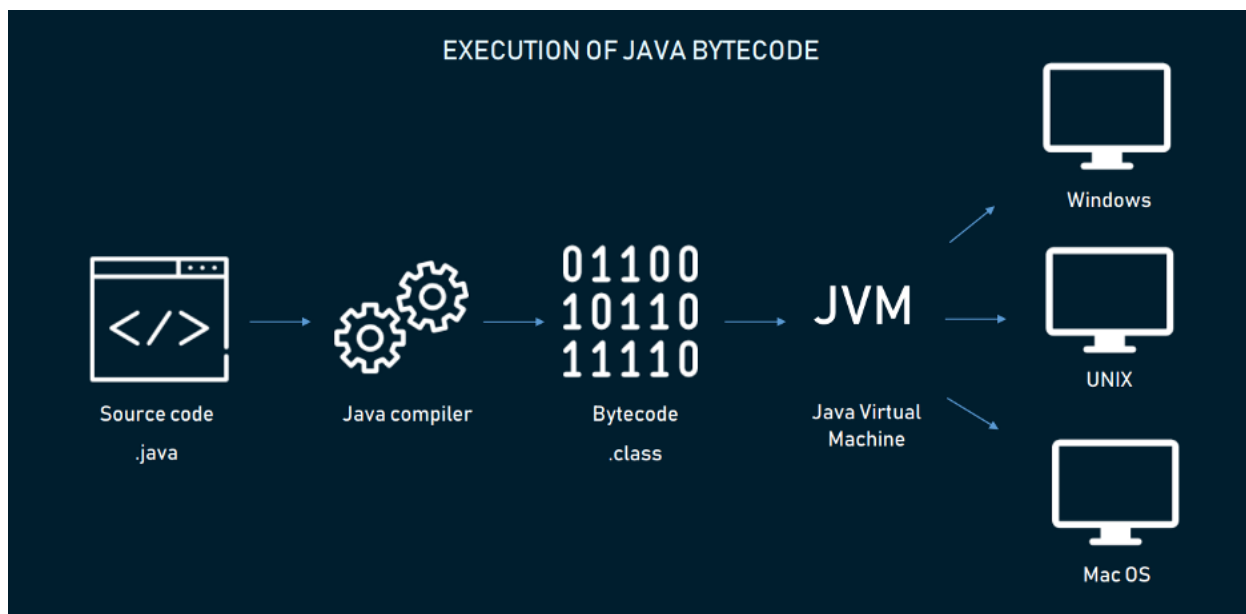 EXECUTION OF JAVA BYTECODE
</>
Source code
.java
Java compiler
01100
10110
11110
Bytecode
.class
JVM
Java Virtual
Machine
Windows
UNIX
Mac OS